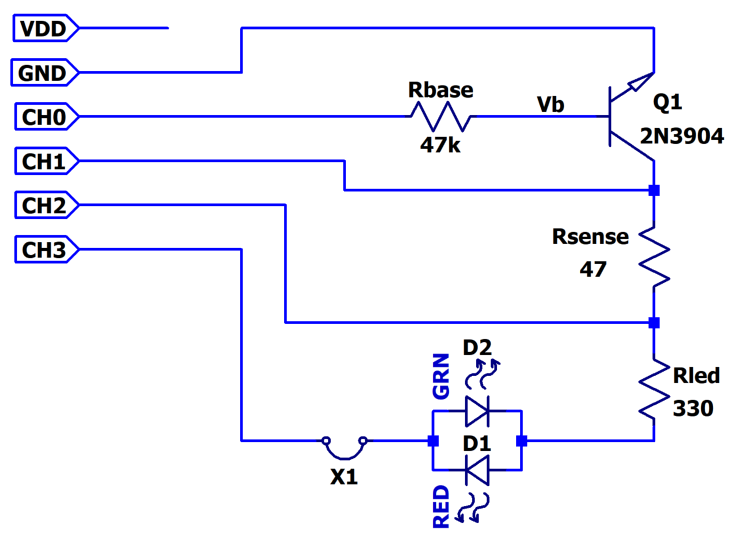 VDD
GND
CH0
CH1
CH2
CH3
Rbase
47k
Vb
Q1
2N3904
Rsense
47
Rled
330
D2
GRN
D1
RED
X1